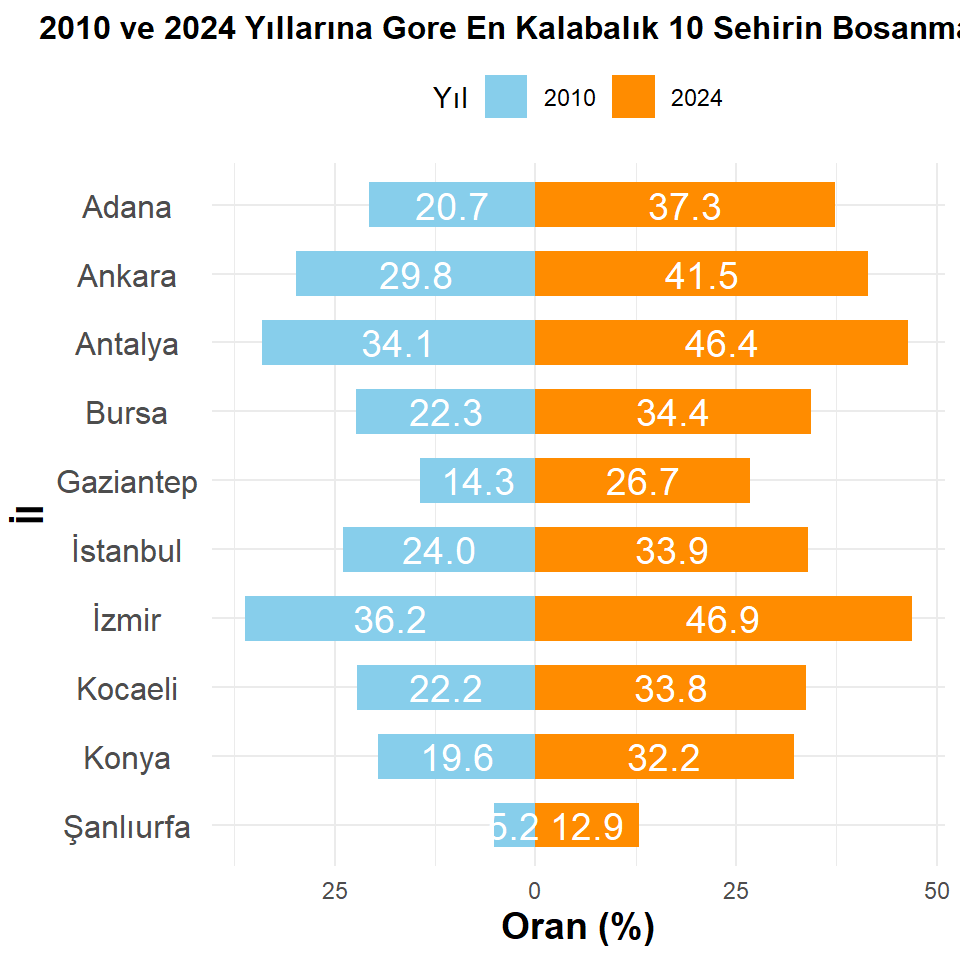 2010 ve 2024 Yıllarına Gore En Kalabalık 10 Sehirin Bosanma
Yıl 2010 2024
Adana 20.7 37.3
Ankara 29.8 41.5
Antalya 34.1 46.4
Bursa 22.3 34.4
Gaziantep 14.3 26.7
İstanbul 24.0 33.9
İzmir 36.2 46.9
Kocaeli 22.2 33.8
Konya 19.6 32.2
Şanlıurfa 5.2 12.9
İl
25 0 25 50
Oran (%)